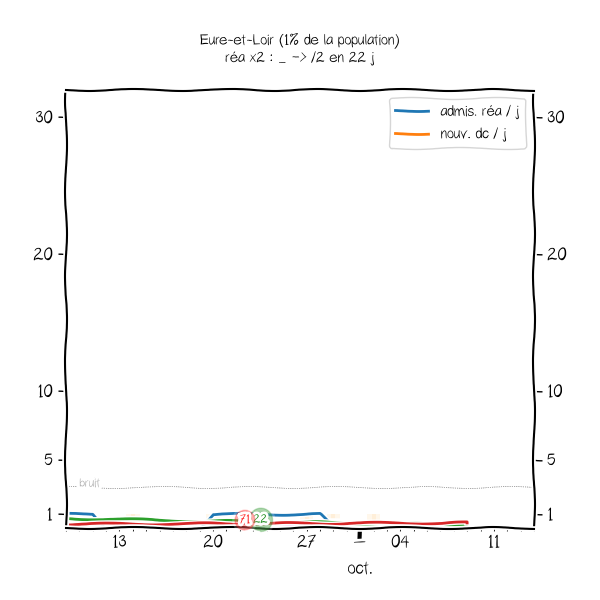 Eure-et-Loir (1% de la population)
réa x2 : _ -> /2 en 22 j
admis. réa / j
nouv. dc / j
30 30
20 20
10 10
5 5
bruit
1 71 22 1
13 20 27 04 11
oct.